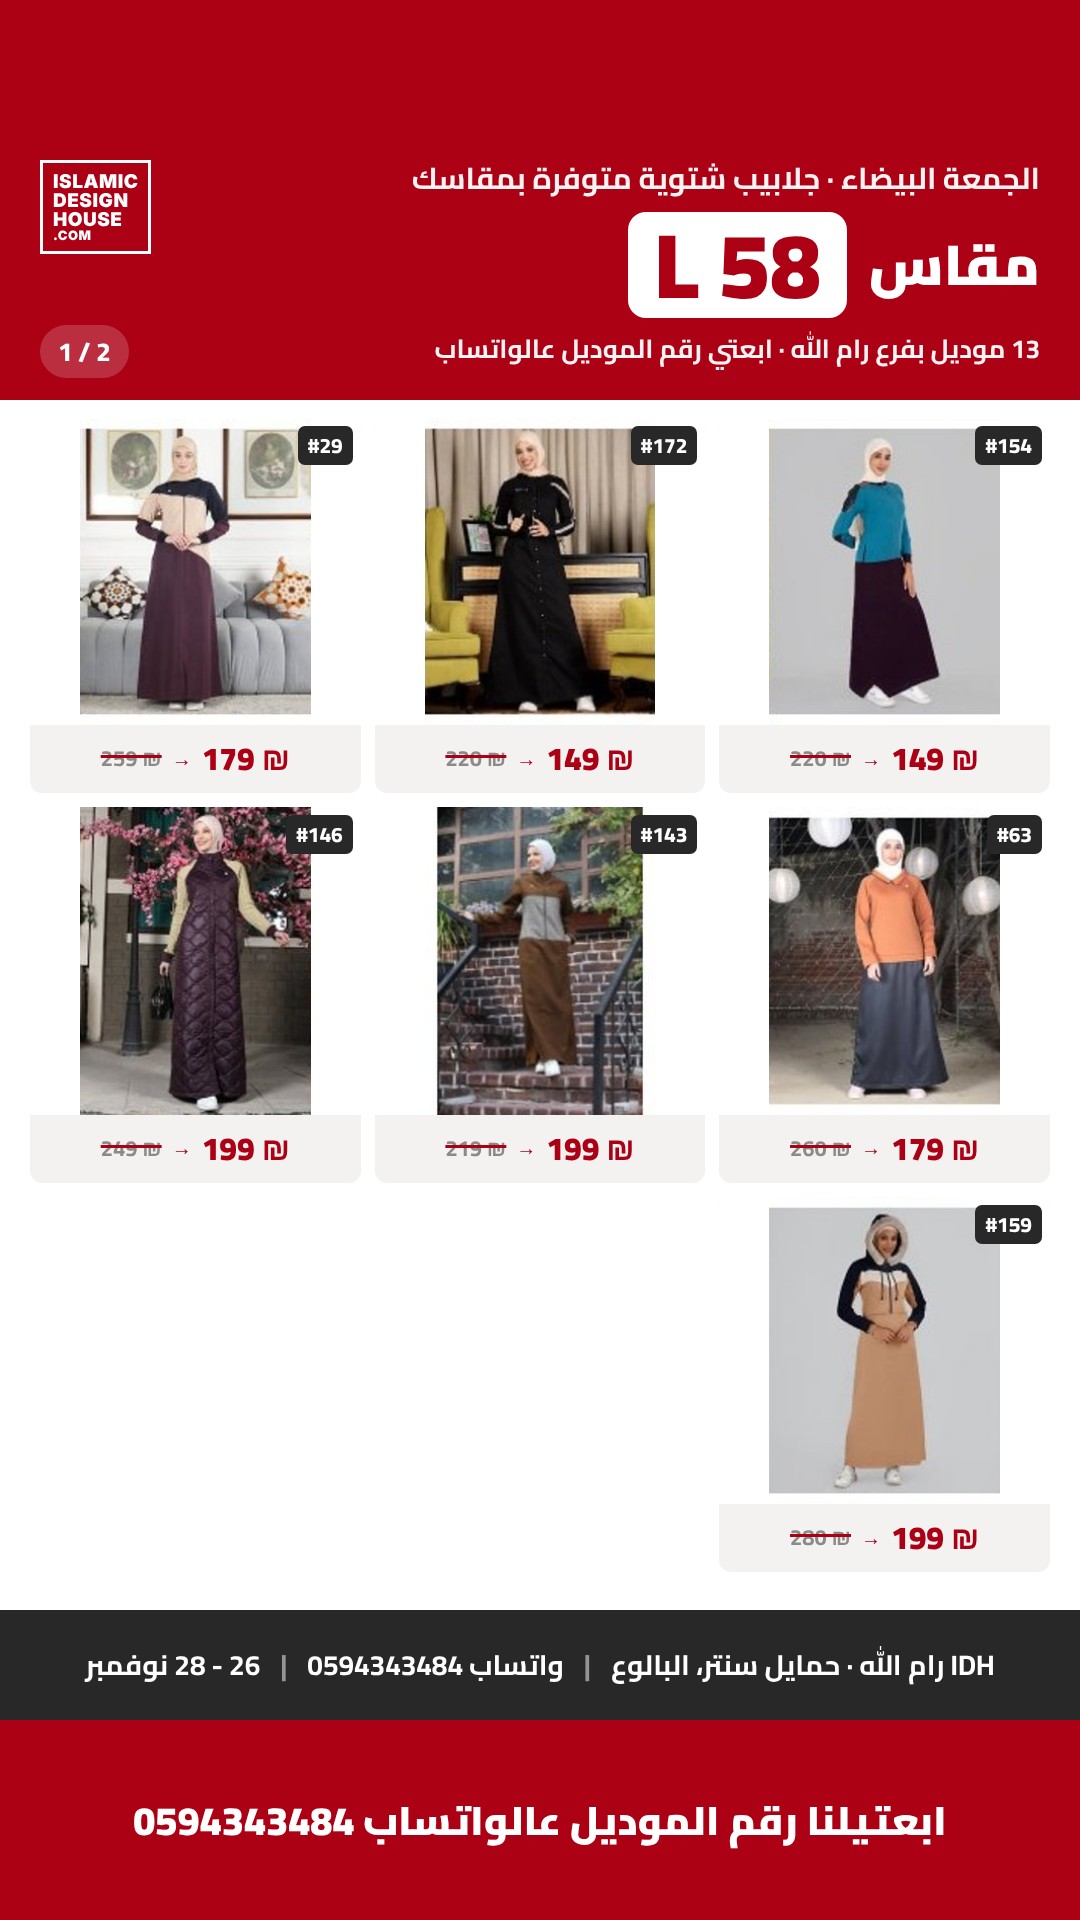 ISLAMIC
DESIGN
HOUSE
.COM
الجمعة البيضاء · جلابيب شتوية متوفرة بمقاسك
مقاس L 58
13 موديل بفرع رام الله · ابعتي رقم الموديل عالواتساب
1 / 2
#154
220 ₪ → 149 ₪
#172
220 ₪ → 149 ₪
#29
259 ₪ → 179 ₪
#63
260 ₪ → 179 ₪
#143
219 ₪ → 199 ₪
#146
249 ₪ → 199 ₪
#159
280 ₪ → 199 ₪
IDH رام الله · حمايل سنتر، البالوع | واتساب 0594343484 | 26 - 28 نوفمبر
ابعتيلنا رقم الموديل عالواتساب 0594343484